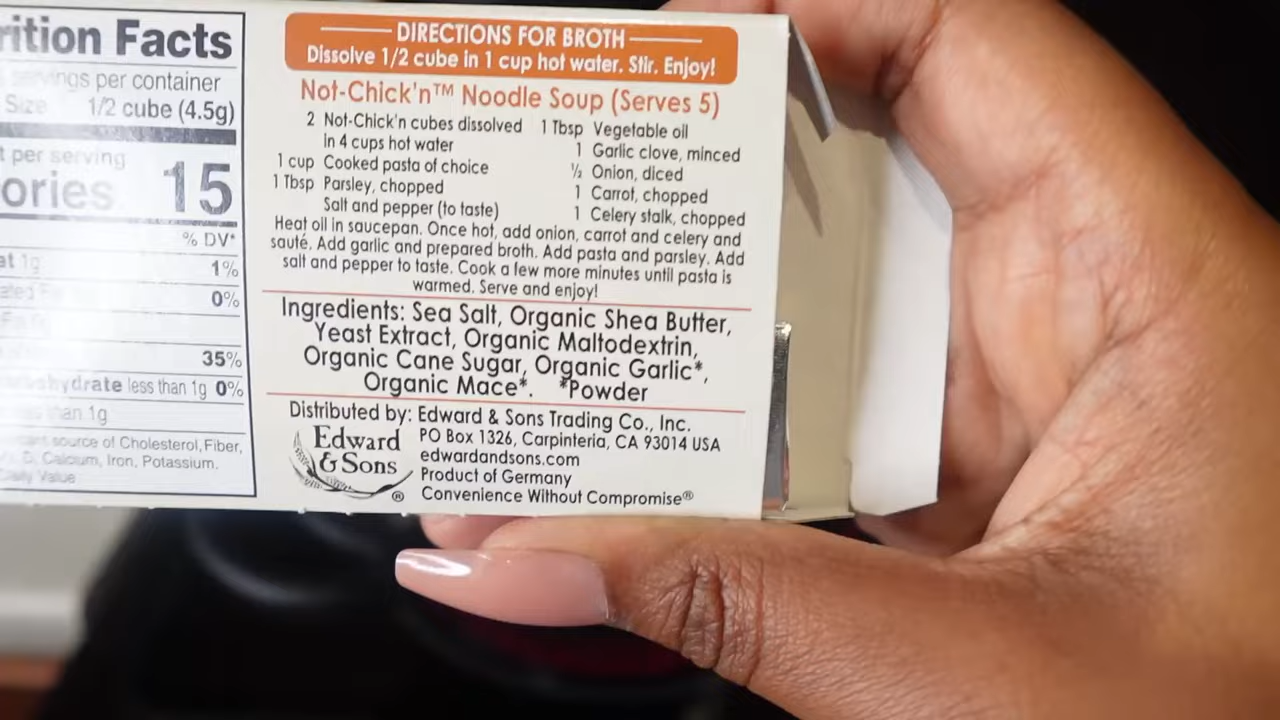 rition Facts
servings per container
Size 1/2 cube (4.5g)
t per serving
ories 15
% DV*
at 1g 1%
0%
35%
bohydrate less than 1g 0%
than 1g
source of Cholesterol, Fiber,
D, Calcium, Iron, Potassium.
Daily Value
DIRECTIONS FOR BROTH
Dissolve 1/2 cube in 1 cup hot water. Stir. Enjoy!
Not-Chick'n™ Noodle Soup (Serves 5)
2 Not-Chick'n cubes dissolved
in 4 cups hot water
1 cup Cooked pasta of choice
1 Tbsp Parsley, chopped
Salt and pepper (to taste)
1 Tbsp Vegetable oil
1 Garlic clove, minced
½ Onion, diced
1 Carrot, chopped
1 Celery stalk, chopped
Heat oil in saucepan. Once hot, add onion, carrot and celery and
sauté. Add garlic and prepared broth. Add pasta and parsley. Add
salt and pepper to taste. Cook a few more minutes until pasta is
warmed. Serve and enjoy!
Ingredients: Sea Salt, Organic Shea Butter,
Yeast Extract, Organic Maltodextrin,
Organic Cane Sugar, Organic Garlic*,
Organic Mace*. *Powder
Distributed by: Edward & Sons Trading Co., Inc.
Edward
& Sons
®
PO Box 1326, Carpinteria, CA 93014 USA
edwardandsons.com
Product of Germany
Convenience Without Compromise®